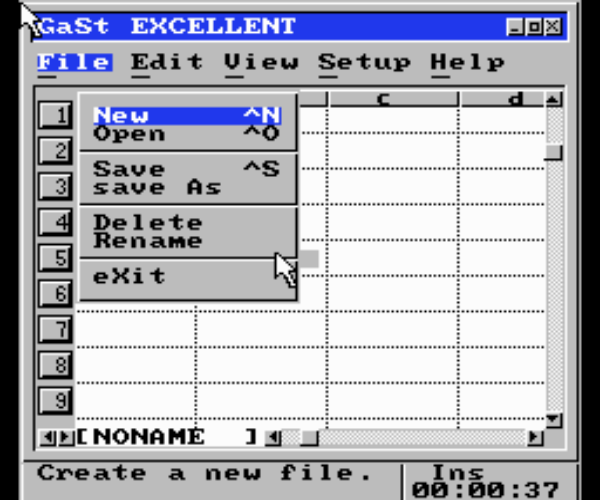 GaSt EXCELLENT
File Edit View Setup Help
c d
1
New ^N
Open ^O
2
Save ^S
3
save As
4
Delete
Rename
5
eXit
6
7
8
9
[NONAME ]
Create a new file. Ins
00:00:37